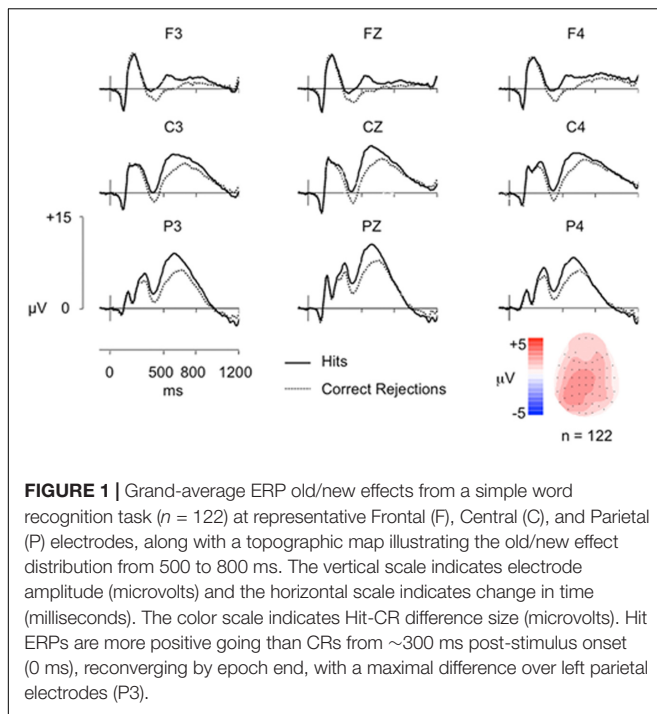 F3 FZ F4
C3 CZ C4
+15
P3 PZ P4
µV 0
0 500 800 1200
ms
Hits
Correct Rejections
+5
µV
-5
n = 122
FIGURE 1 | Grand-average ERP old/new effects from a simple word
recognition task (n = 122) at representative Frontal (F), Central (C), and Parietal
(P) electrodes, along with a topographic map illustrating the old/new effect
distribution from 500 to 800 ms. The vertical scale indicates electrode
amplitude (microvolts) and the horizontal scale indicates change in time
(milliseconds). The color scale indicates Hit-CR difference size (microvolts). Hit
ERPs are more positive going than CRs from ~300 ms post-stimulus onset
(0 ms), reconverging by epoch end, with a maximal difference over left parietal
electrodes (P3).